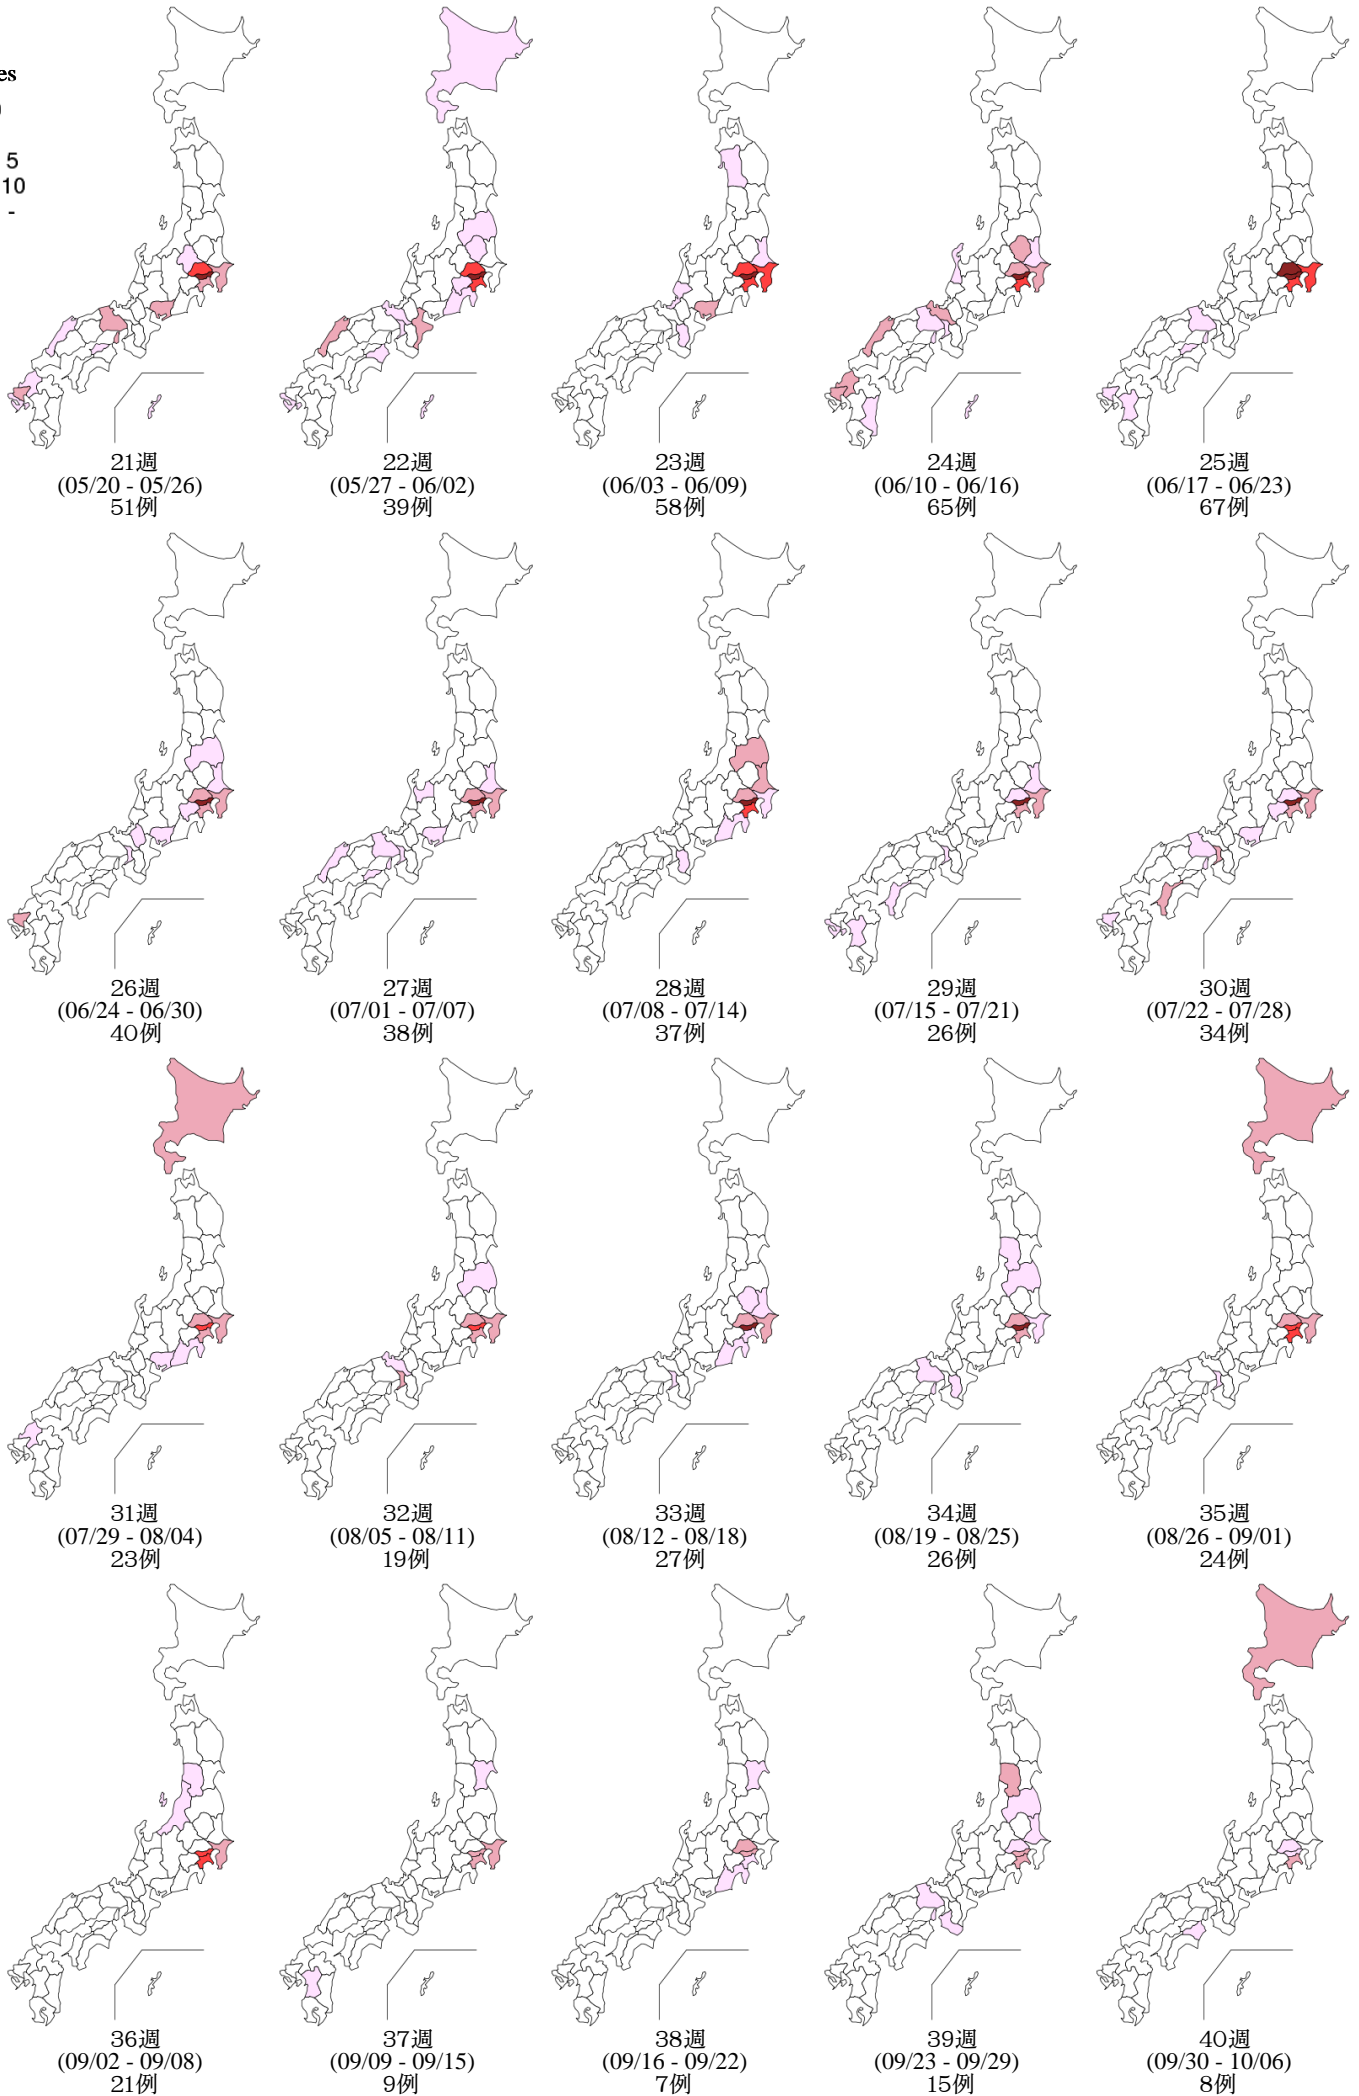 es
5
10
-
21週
(05/20 - 05/26)
51例
22週
(05/27 - 06/02)
39例
23週
(06/03 - 06/09)
58例
24週
(06/10 - 06/16)
65例
25週
(06/17 - 06/23)
67例
26週
(06/24 - 06/30)
40例
27週
(07/01 - 07/07)
38例
28週
(07/08 - 07/14)
37例
29週
(07/15 - 07/21)
26例
30週
(07/22 - 07/28)
34例
31週
(07/29 - 08/04)
23例
32週
(08/05 - 08/11)
19例
33週
(08/12 - 08/18)
27例
34週
(08/19 - 08/25)
26例
35週
(08/26 - 09/01)
24例
36週
(09/02 - 09/08)
21例
37週
(09/09 - 09/15)
9例
38週
(09/16 - 09/22)
7例
39週
(09/23 - 09/29)
15例
40週
(09/30 - 10/06)
8例